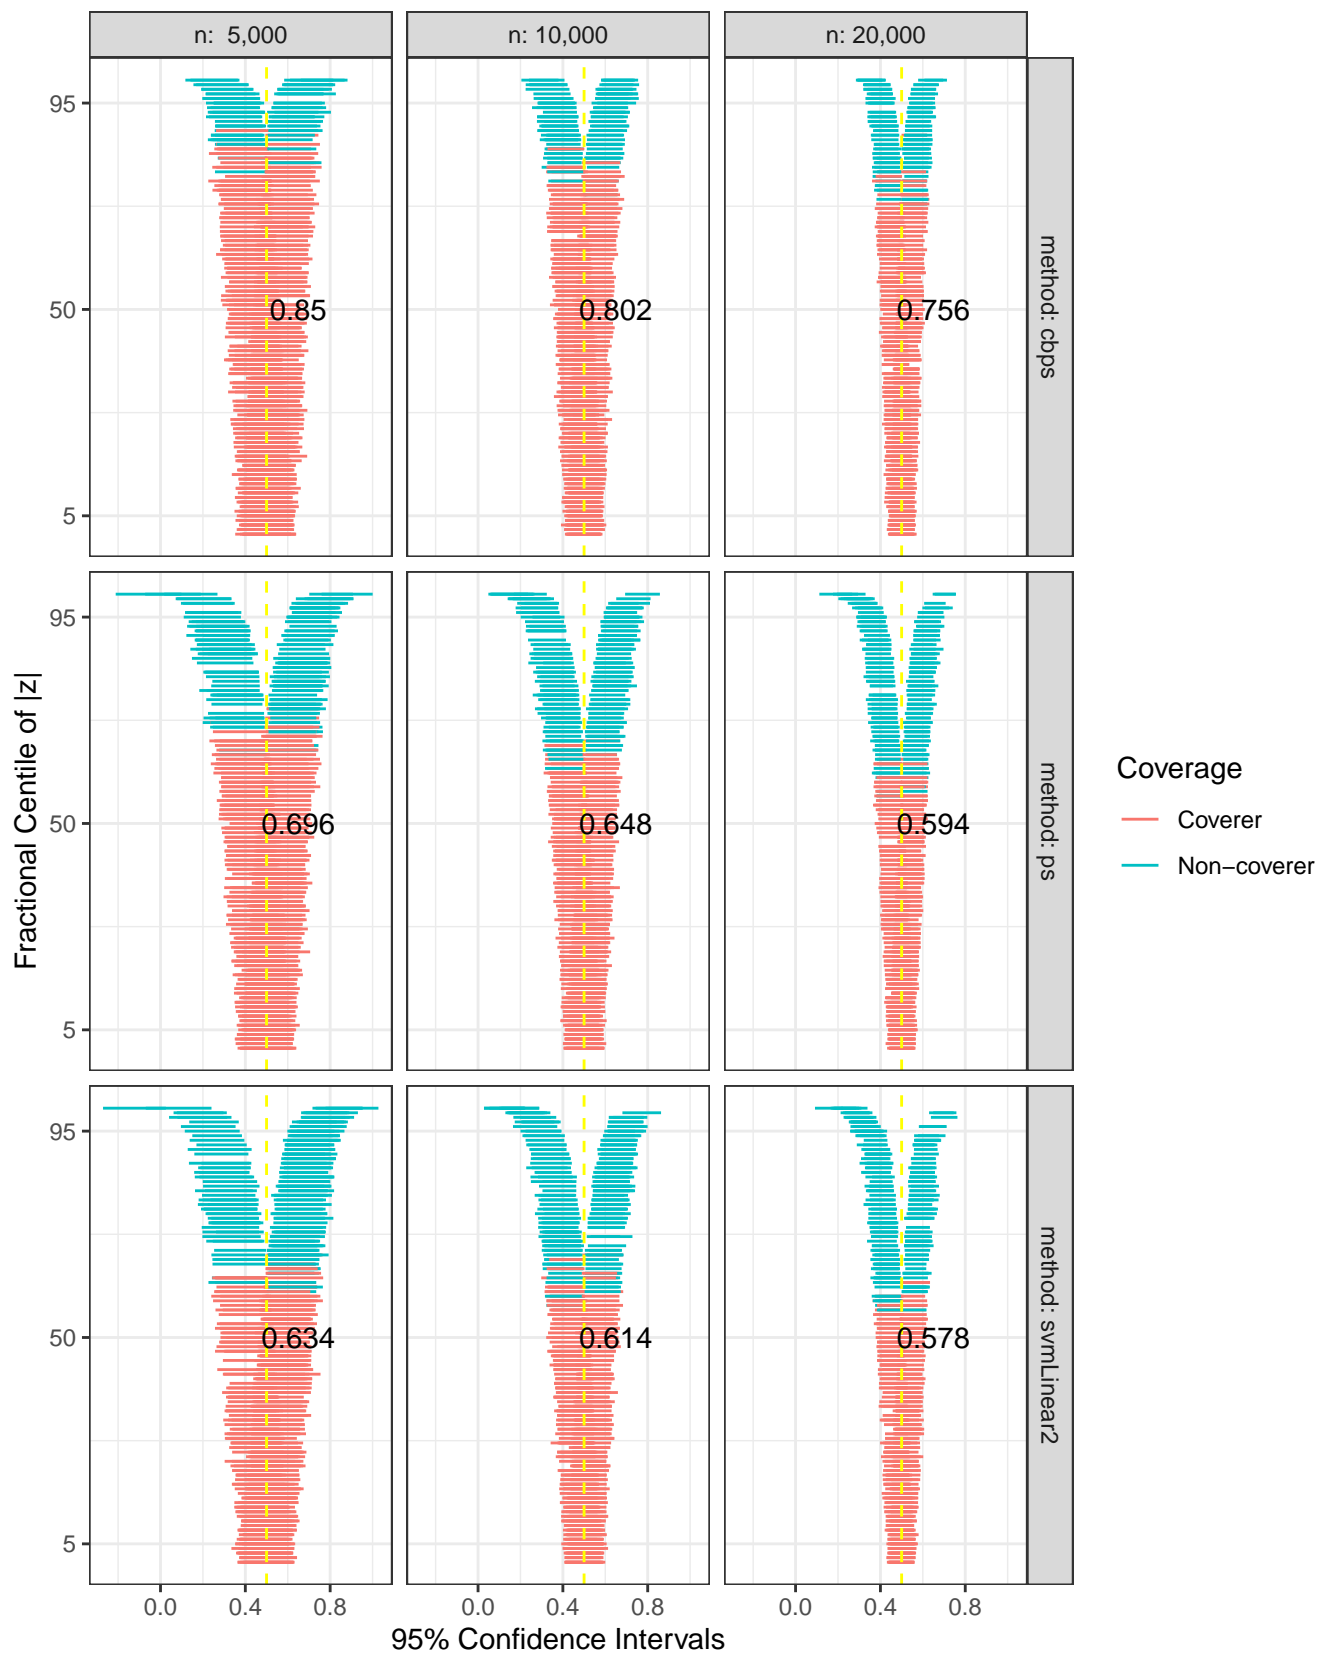 n:  5,000
n: 10,000
n: 20,000
95
50
5
0.85
0.802
0.756
method: cbps
95
50
5
0.696
0.648
0.594
method: ps
95
50
5
0.634
0.614
0.578
method: svmLinear2
0.0 0.4 0.8
0.0 0.4 0.8
0.0 0.4 0.8
95% Confidence Intervals
Fractional Centile of |z|
Coverage
Coverer
Non−coverer